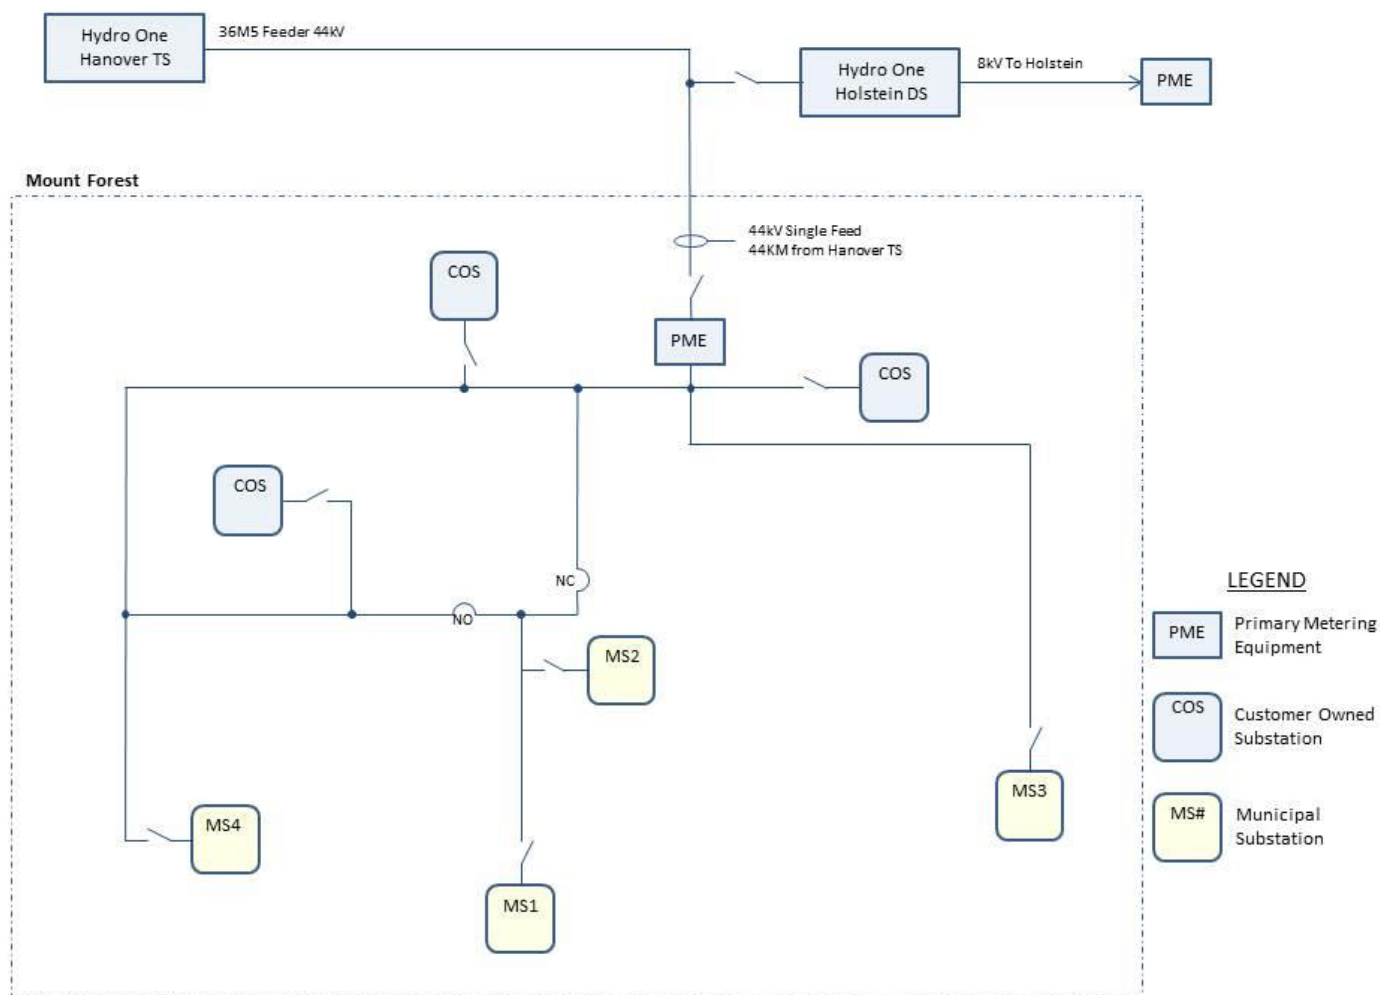 Hydro One
Hanover TS
36M5 Feeder 44kV
Hydro One
Holstein DS
8kV To Holstein
PME
Mount Forest
44kV Single Feed
44KM from Hanover TS
COS
PME
COS
COS
NC
NO
MS2
MS3
MS4
MS1
LEGEND
PME
Primary Metering
Equipment
COS
Customer Owned
Substation
MS#
Municipal
Substation